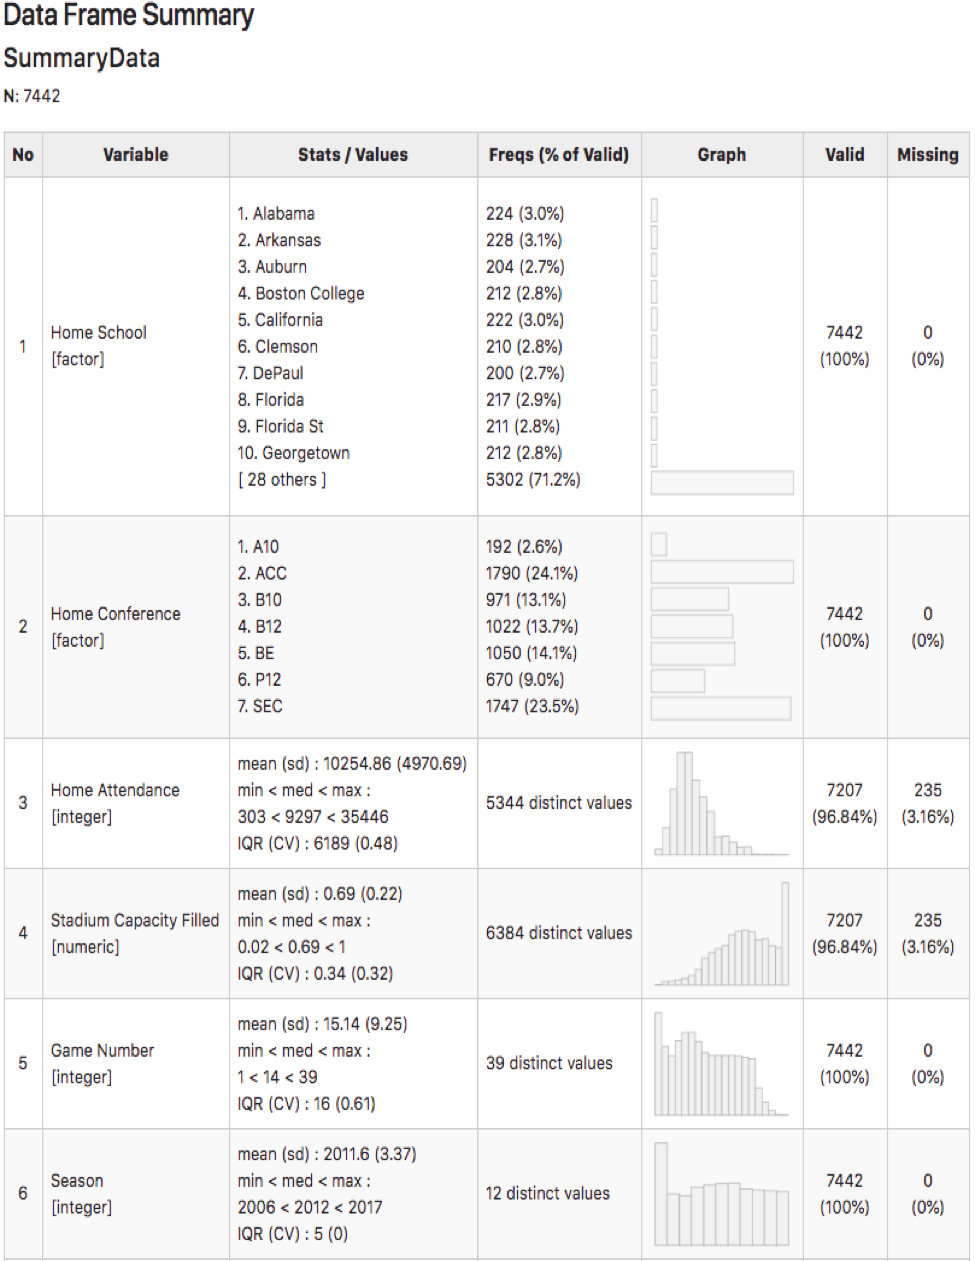 Data Frame Summary
SummaryData
N: 7442
No Variable Stats / Values Freqs (% of Valid) Graph Valid Missing
1
Home School
[factor]
1. Alabama
2. Arkansas
3. Auburn
4. Boston College
5. California
6. Clemson
7. DePaul
8. Florida
9. Florida St
10. Georgetown
[ 28 others ]
224 (3.0%)
228 (3.1%)
204 (2.7%)
212 (2.8%)
222 (3.0%)
210 (2.8%)
200 (2.7%)
217 (2.9%)
211 (2.8%)
212 (2.8%)
5302 (71.2%)
7442
(100%)
0
(0%)
2
Home Conference
[factor]
1. A10
2. ACC
3. B10
4. B12
5. BE
6. P12
7. SEC
192 (2.6%)
1790 (24.1%)
971 (13.1%)
1022 (13.7%)
1050 (14.1%)
670 (9.0%)
1747 (23.5%)
7442
(100%)
0
(0%)
3
Home Attendance
[integer]
mean (sd) : 10254.86 (4970.69)
min < med < max :
303 < 9297 < 35446
IQR (CV) : 6189 (0.48)
5344 distinct values
7207
(96.84%)
235
(3.16%)
4
Stadium Capacity Filled
[numeric]
mean (sd) : 0.69 (0.22)
min < med < max :
0.02 < 0.69 < 1
IQR (CV) : 0.34 (0.32)
6384 distinct values
7207
(96.84%)
235
(3.16%)
5
Game Number
[integer]
mean (sd) : 15.14 (9.25)
min < med < max :
1 < 14 < 39
IQR (CV) : 16 (0.61)
39 distinct values
7442
(100%)
0
(0%)
6
Season
[integer]
mean (sd) : 2011.6 (3.37)
min < med < max :
2006 < 2012 < 2017
IQR (CV) : 5 (0)
12 distinct values
7442
(100%)
0
(0%)